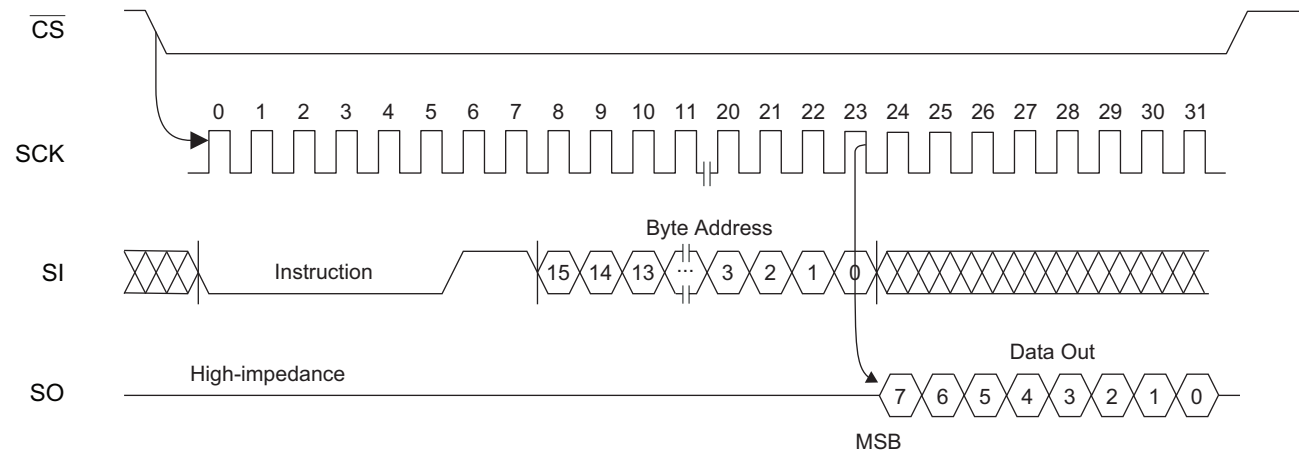 CS
0 1 2 3 4 5 6 7 8 9 10 11 20 21 22 23 24 25 26 27 28 29 30 31
SCK
Byte Address
SI Instruction 15 14 13 ... 3 2 1 0
Data Out
High-impedance
SO 7 6 5 4 3 2 1 0
MSB